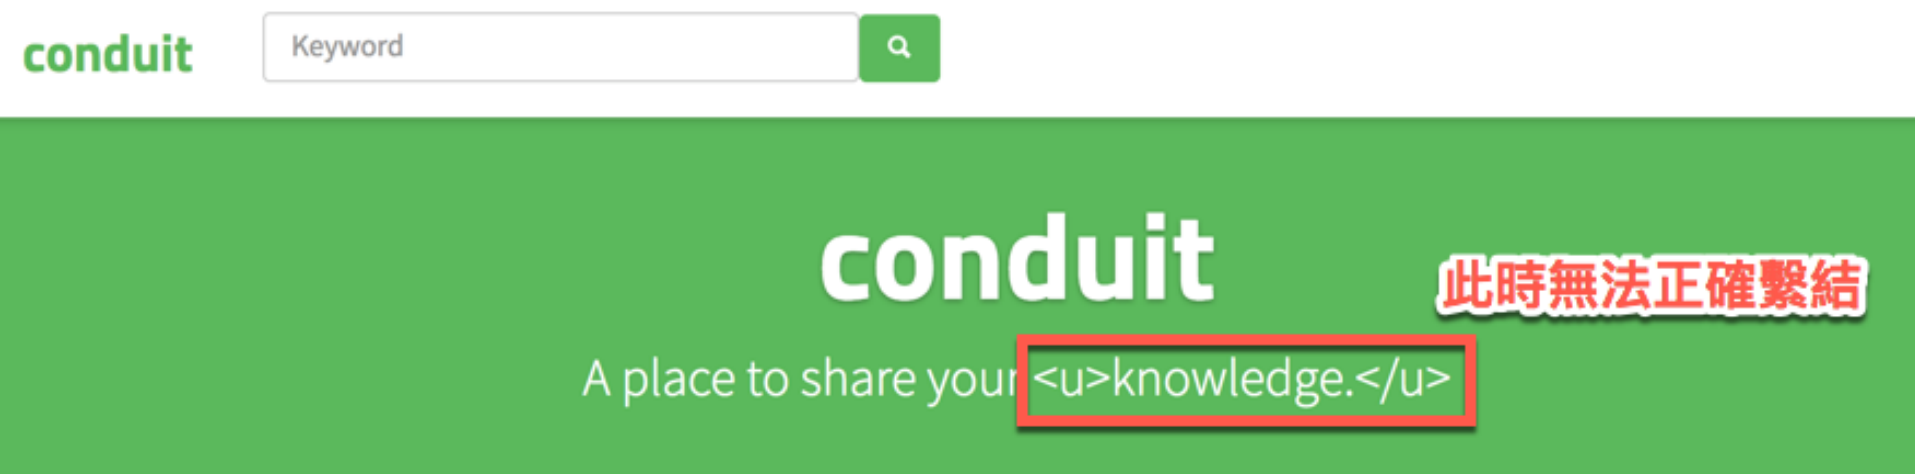 conduit
Keyword
conduit
此時無法正確繫結
A place to share your <u>knowledge.</u>